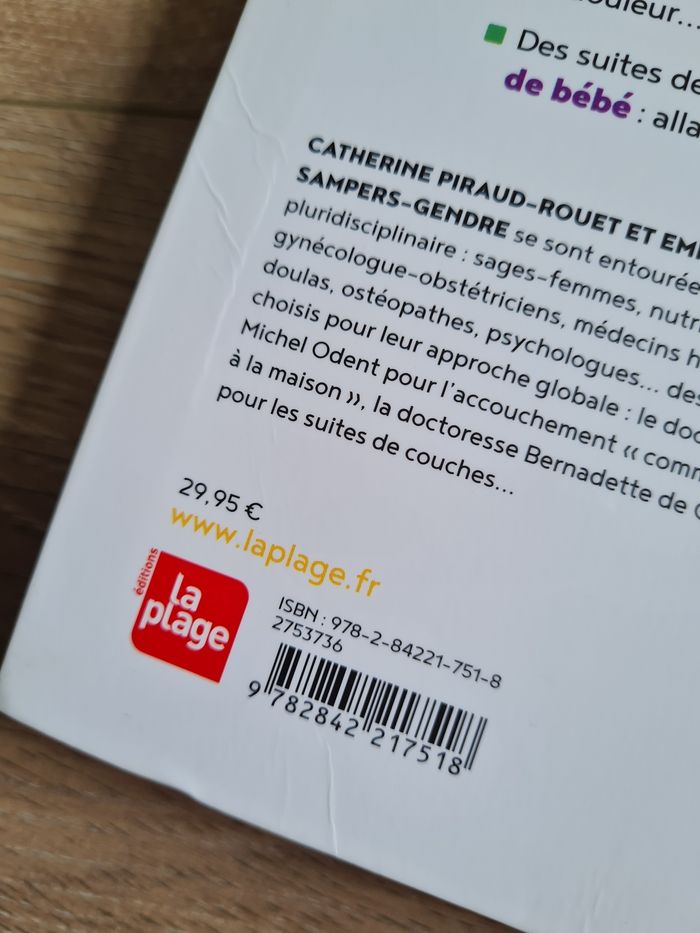 Des suites de
de bébé : alla
CATHERINE PIRAUD-ROUET ET EM
SAMPERS-GENDRE se sont entourée
pluridisciplinaire : sages-femmes, nutri
gynécologue-obstétriciens, médecins h
doulas, ostéopathes, psychologues... des
choisis pour leur approche globale : le doc
Michel Odent pour l'accouchement « comm
à la maison », la doctoresse Bernadette de
pour les suites de couches...
29,95 €
www.laplage.fr
éditions
la
plage
ISBN : 978-2-84221-751-8
2753736
9 782842 217518